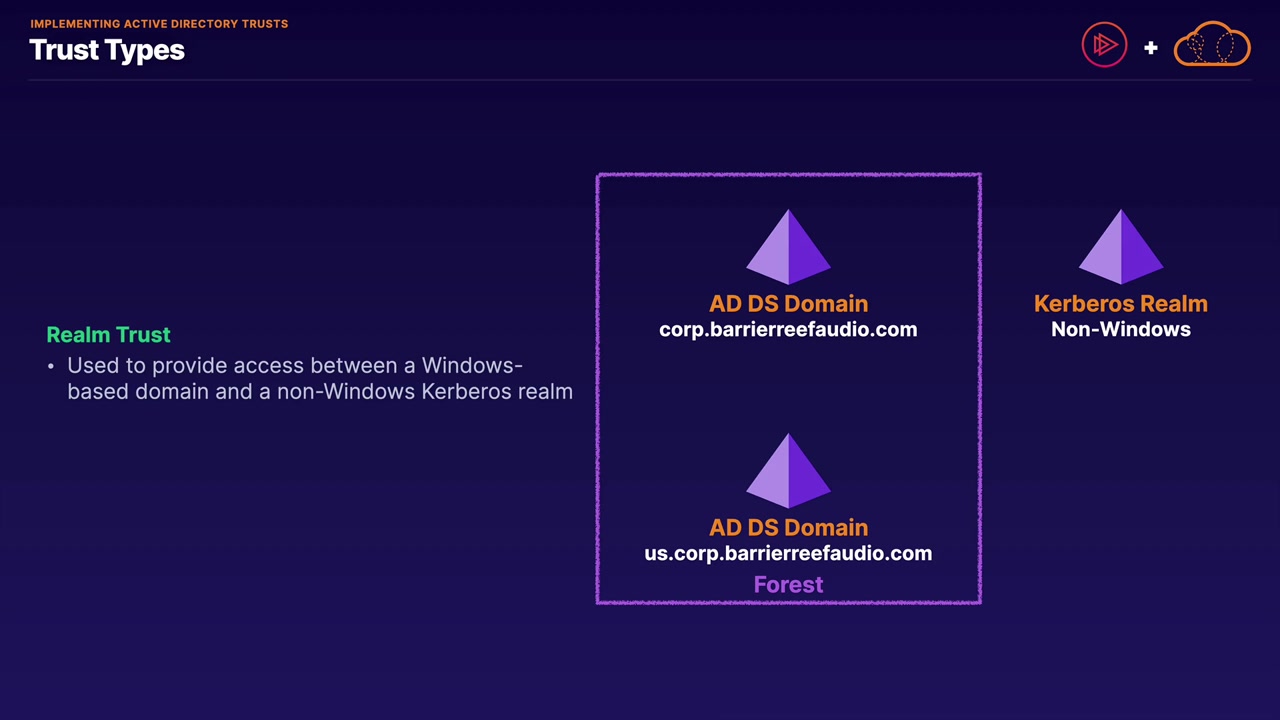 IMPLEMENTING ACTIVE DIRECTORY TRUSTS
Trust Types
+
Realm Trust
• Used to provide access between a Windows-
based domain and a non-Windows Kerberos realm
AD DS Domain
corp.barrierreefaudio.com
Kerberos Realm
Non-Windows
AD DS Domain
us.corp.barrierreefaudio.com
Forest